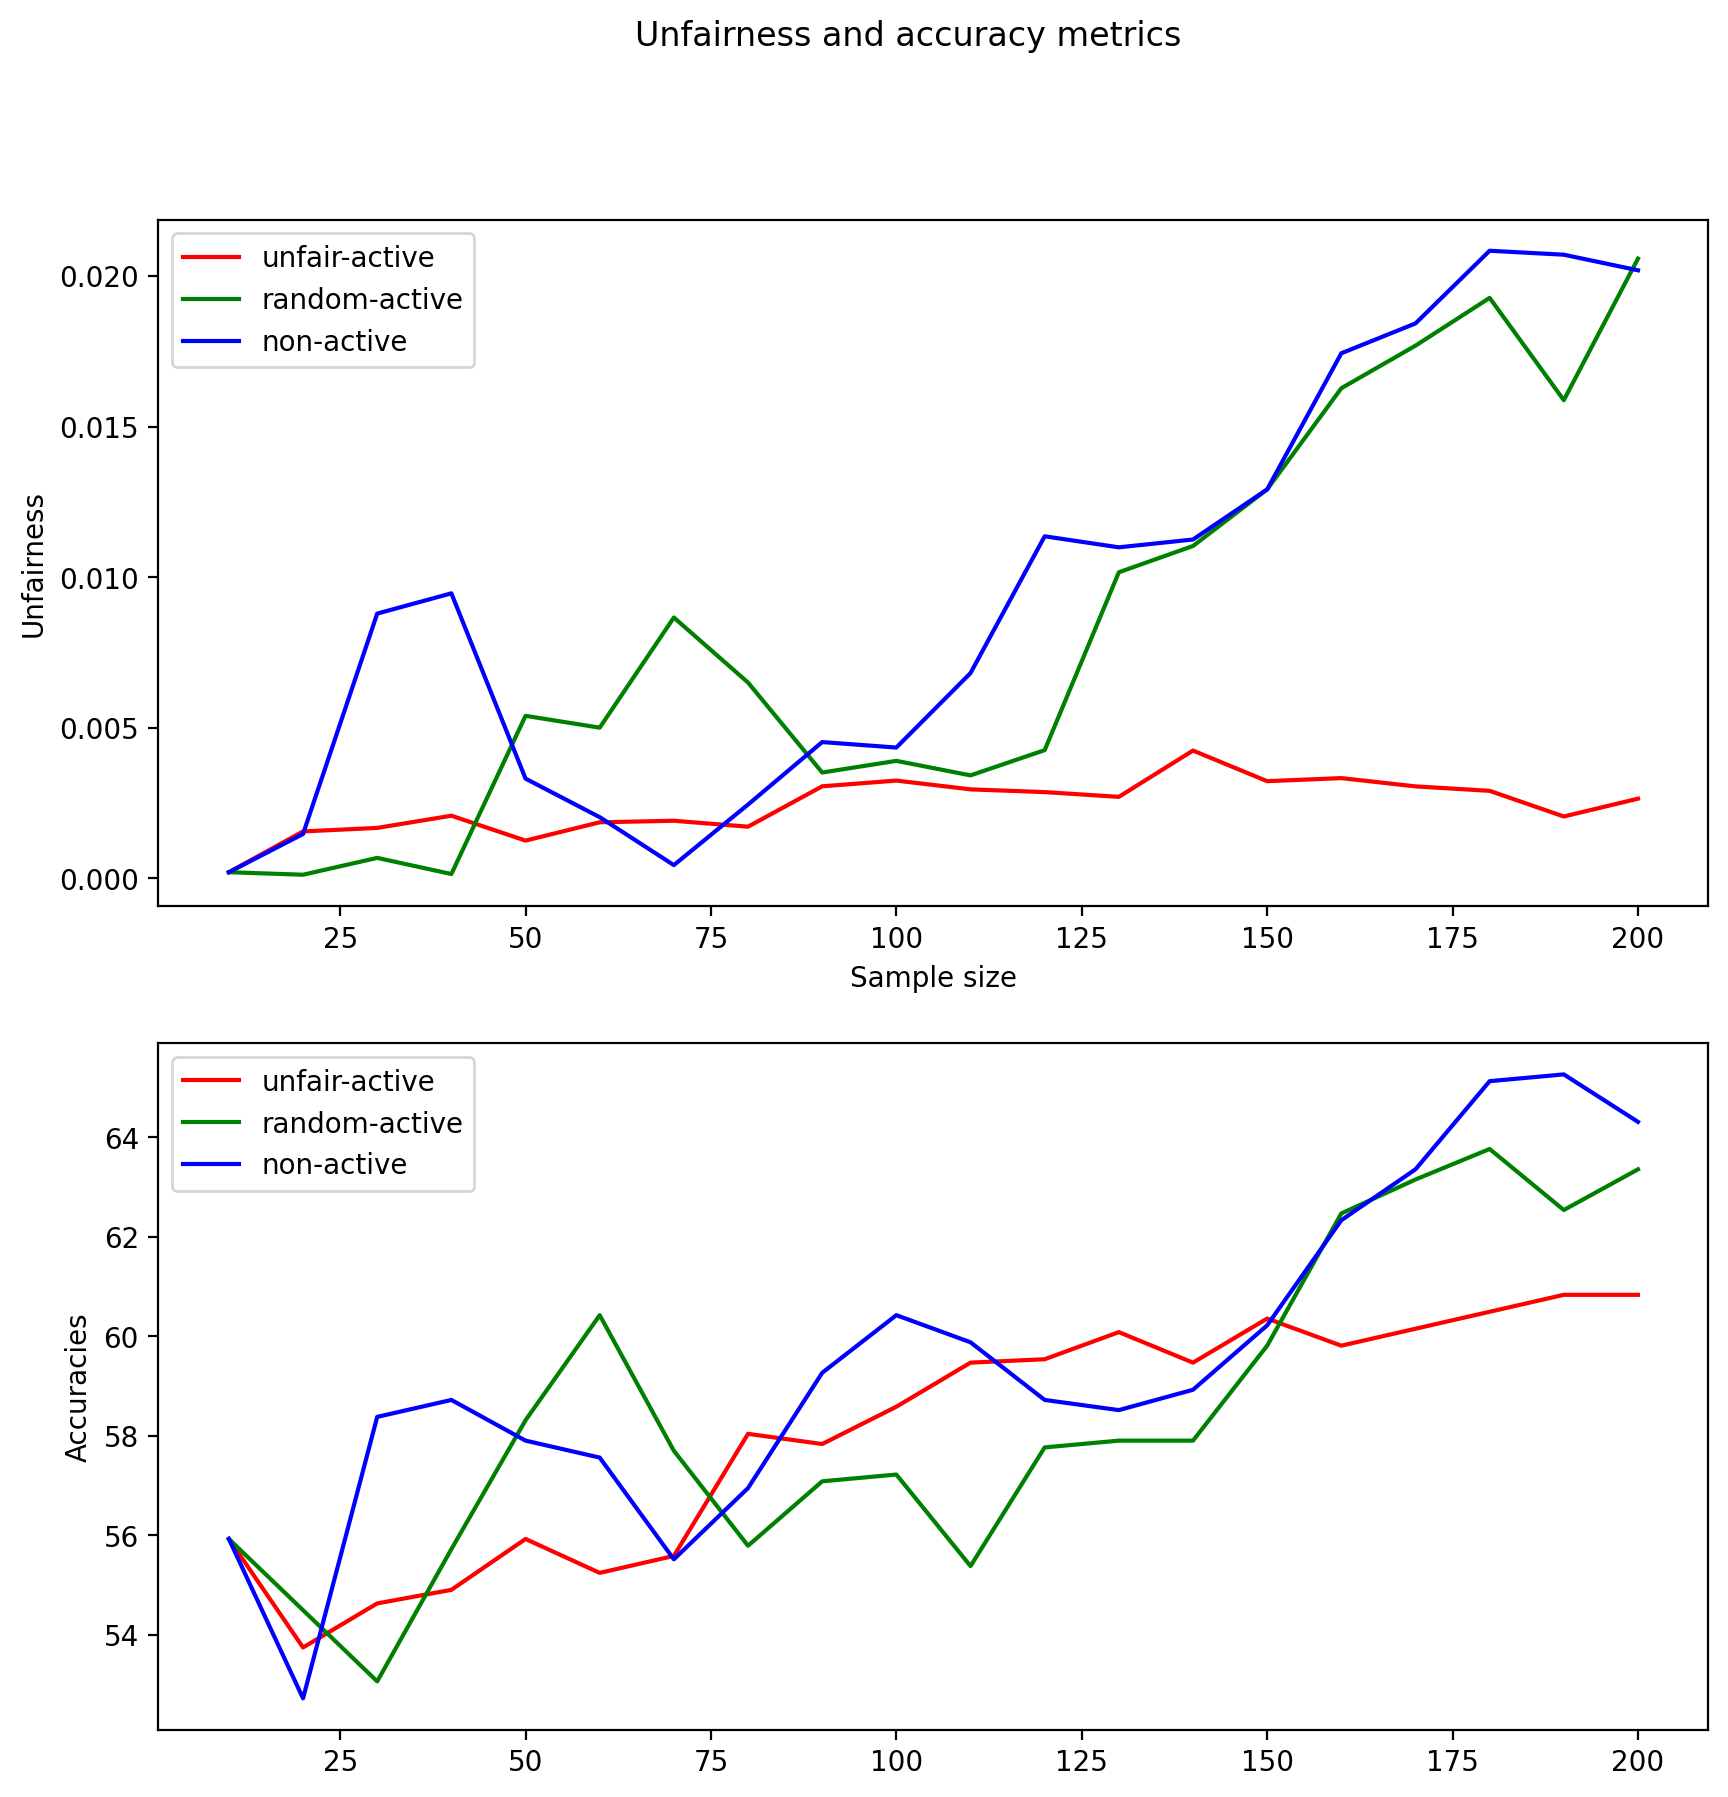 Unfairness and accuracy metrics
unfair-active
random-active
non-active
0.020
0.015
0.010
0.005
0.000
Unfairness
25 50 75 100 125 150 175 200
Sample size
unfair-active
random-active
non-active
64
62
60
58
56
54
Accuracies
25 50 75 100 125 150 175 200